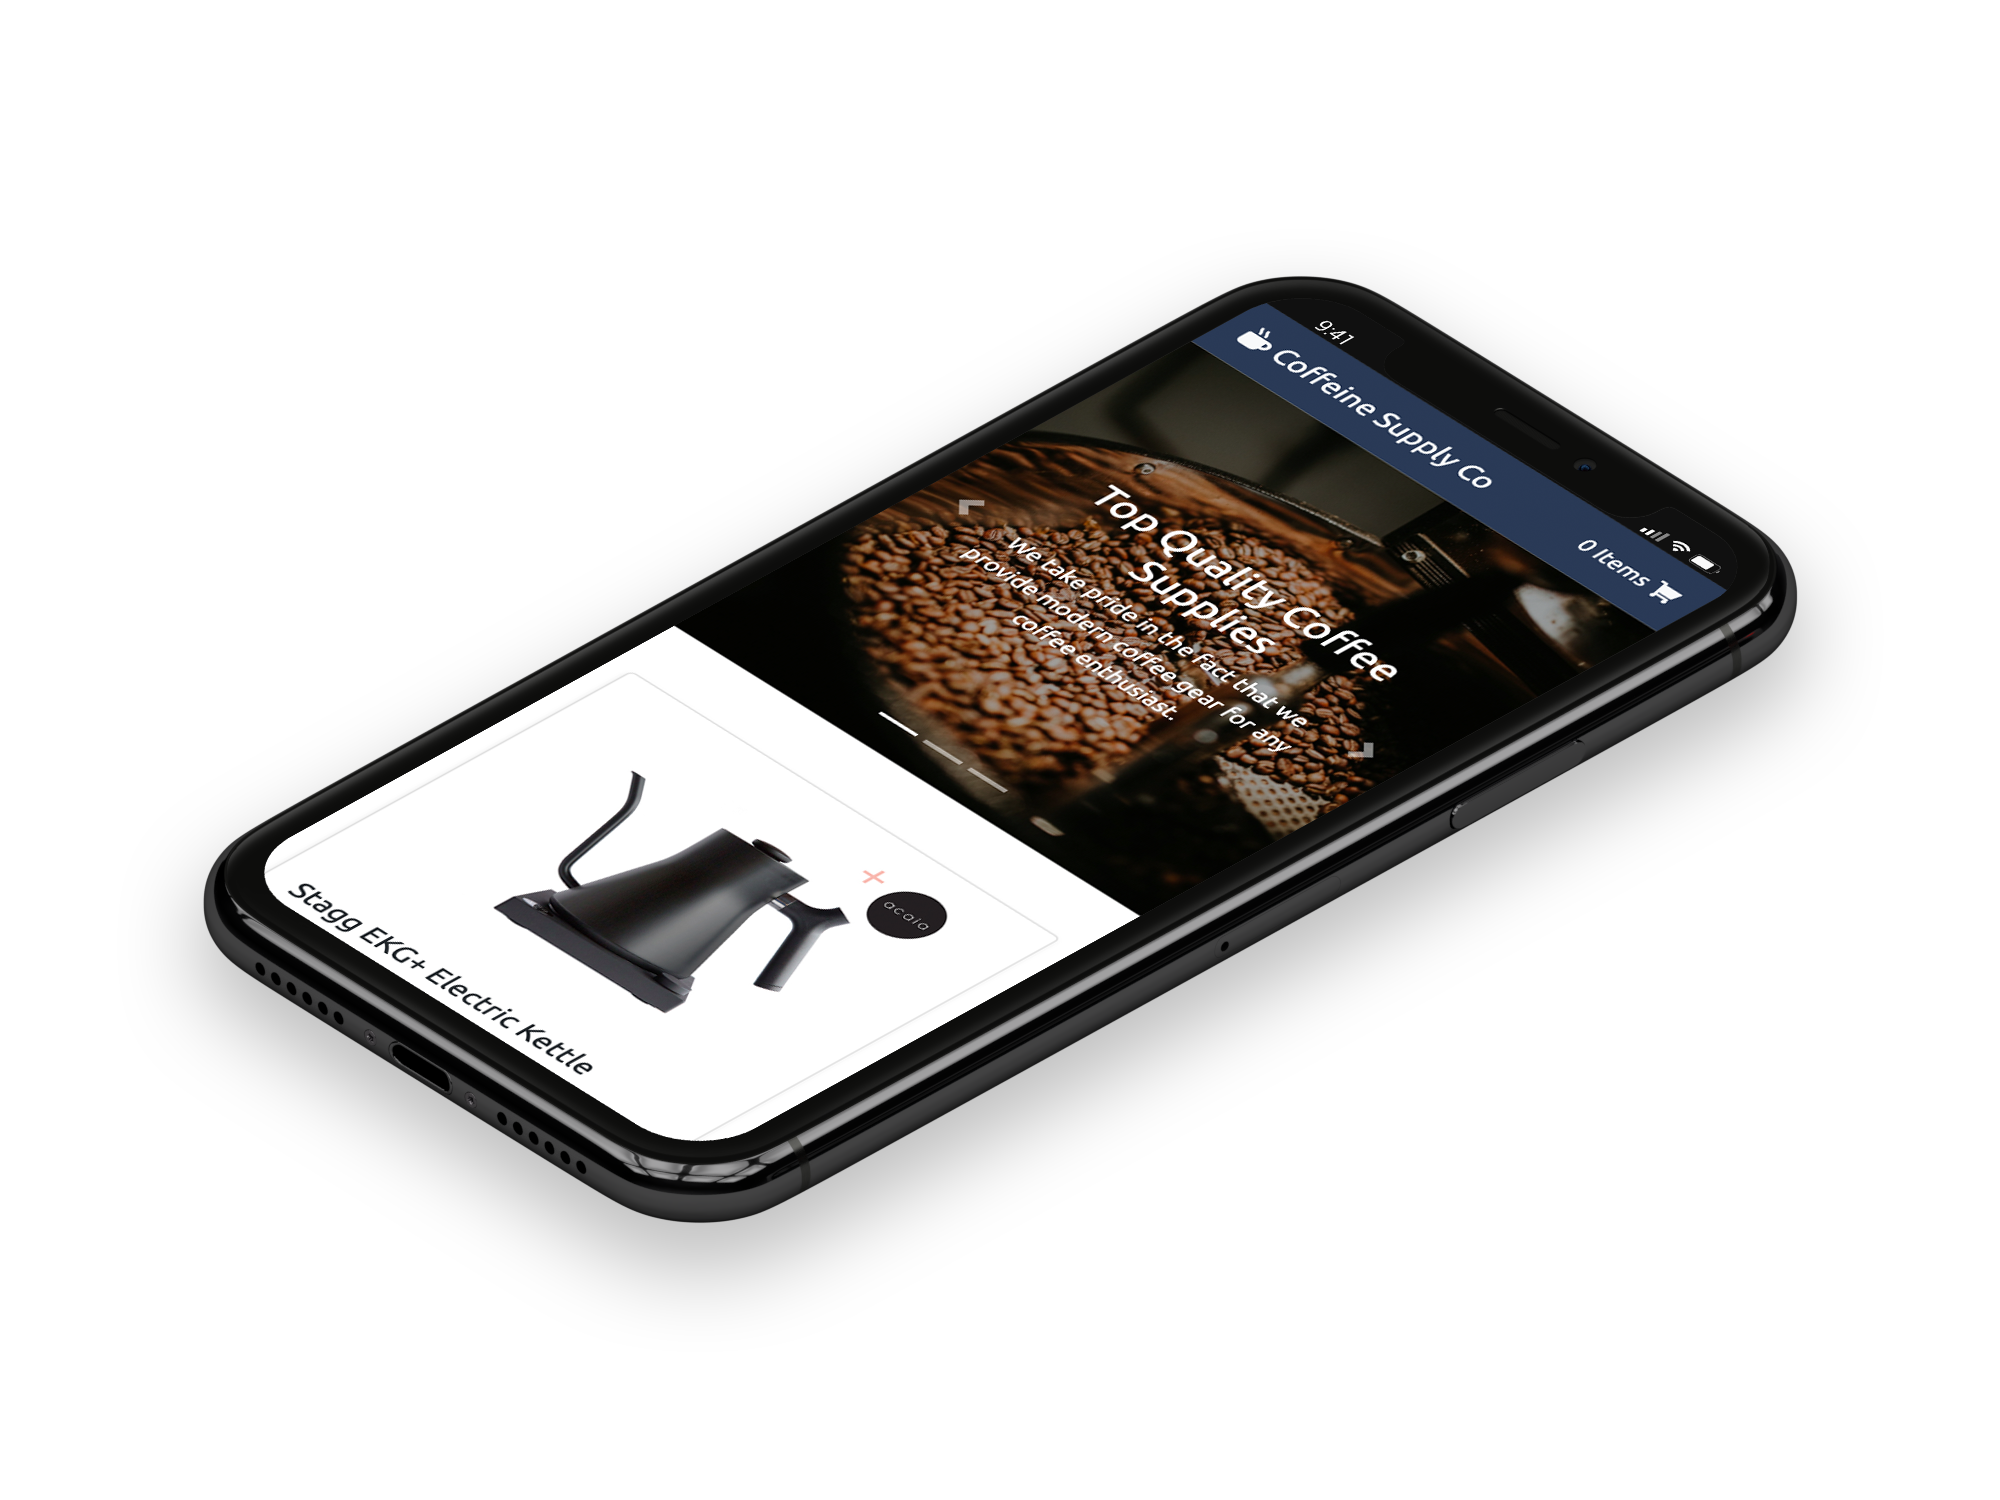 9:41
Coffeine Supply Co
0 Items
Top Quality Coffee
Supplies
We take pride in the fact that we
provide modern coffee gear for any
coffee enthusiast.
acaia
Stagg EKG+ Electric Kettle